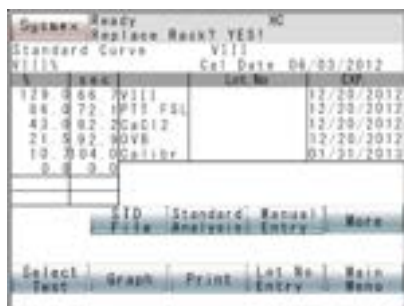 Sysmex Ready XC
Replace Rack? YES!
Standard Curve VIII
VIII% Cal Date 06/03/2012
% sec Lot No EXP
129.0 66.7 VIII 12/20/2012
86.0 72.1 PTT FSL 12/20/2012
43.0 82.2 CaCl2 12/20/2012
21.5 92.9 OVB 12/20/2012
10.7 104.0 Calibr 01/31/2013
0.0 0.0
STD File Standard Analysis Manual Entry More
Select Test Graph Print Lot No Entry Main Menu